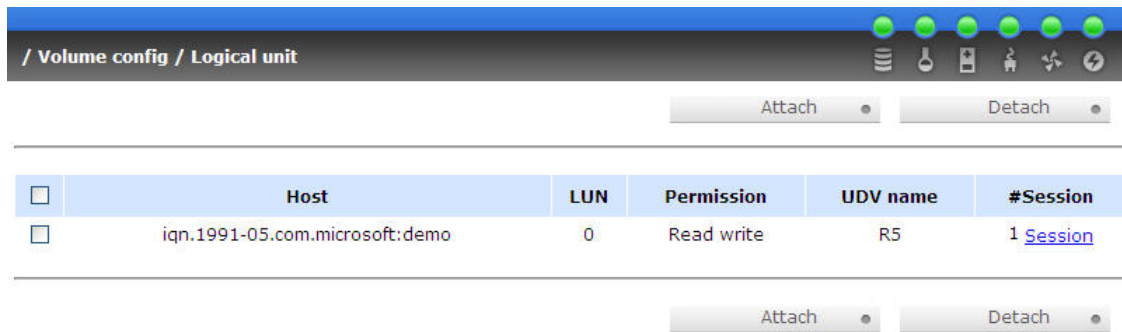 / Volume config / Logical unit
Attach Detach
Host LUN Permission UDV name #Session
iqn.1991-05.com.microsoft:demo 0 Read write R5 1 Session
Attach Detach